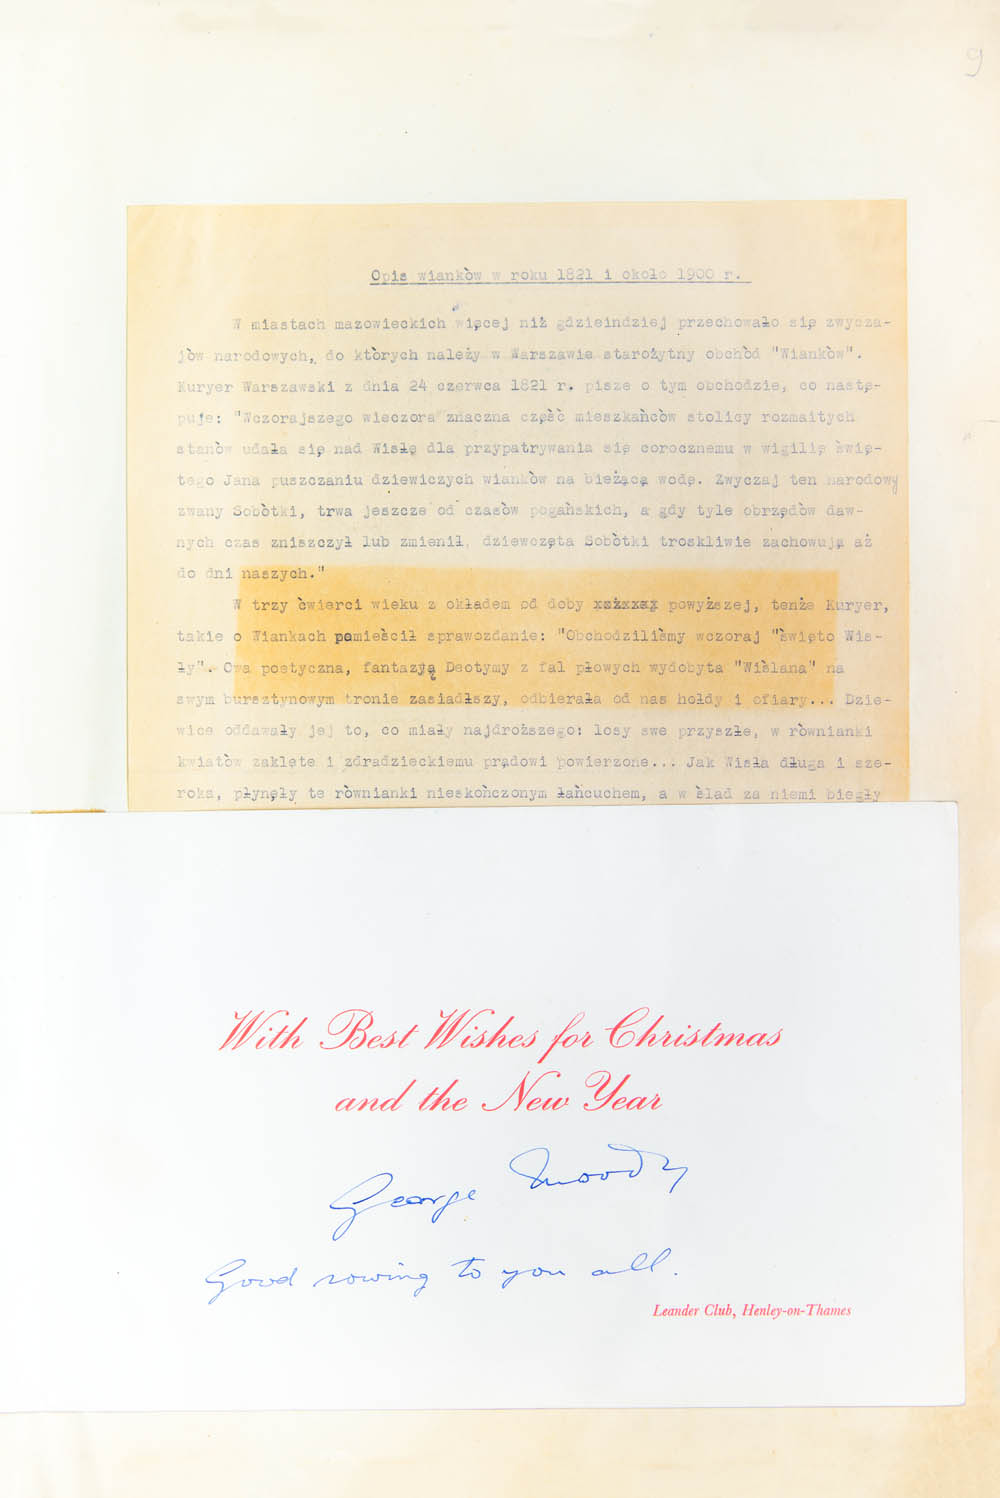 9
Opis wianków w roku 1821 i około 1900 r.
W miastach mazowieckich więcej niż gdzieindziej przechowało się zwycza-
jów narodowych, do których należy w Warszawie starożytny obchód "Wianków".
Kuryer Warszawski z dnia 24 czerwca 1821 r. pisze o tym obchodzie, co nastę-
puje: "Wczorajszego wieczora znaczna część mieszkańców stolicy rozmaitych
stanów udała się nad Wisłę dla przypatrywania się corocznemu w wigilię świę-
tego Jana puszczaniu dziewiczych wianków na bieżącą wodę. Zwyczaj ten narodowy
zwany Sobótki, trwa jeszcze od czasów pogańskich, a gdy tyle obrzędów daw-
nych czas zniszczył lub zmienił, dziewczęta Sobótki troskliwie zachowują aż
do dni naszych."
W trzy ćwierci wieku z okładem od doby powyższej, tenże Kuryer,
takie o Wiankach pomieścił sprawozdanie: "Obchodziliśmy wczoraj "święto Wis-
ły". Owa poetyczna, fantazyją Deotymy z fal płowych wydobyta "Wiślana" na
swym bursztynowym tronie zasiadłszy, odbierała od nas hołdy i ofiary... Dzie-
wice oddawały jej to, co miały najdroższego: losy swe przyszłe, w równianki
kwiatów zaklęte i zdradzieckiemu prądowi powierzone... Jak Wisła długa i sze-
roka, płynęły te równianki nieskończonym łańcuchem, a w ślad za niemi biegły
With Best Wishes for Christmas
and the New Year
George Moody
Good rowing to you all.
Leander Club, Henley-on-Thames